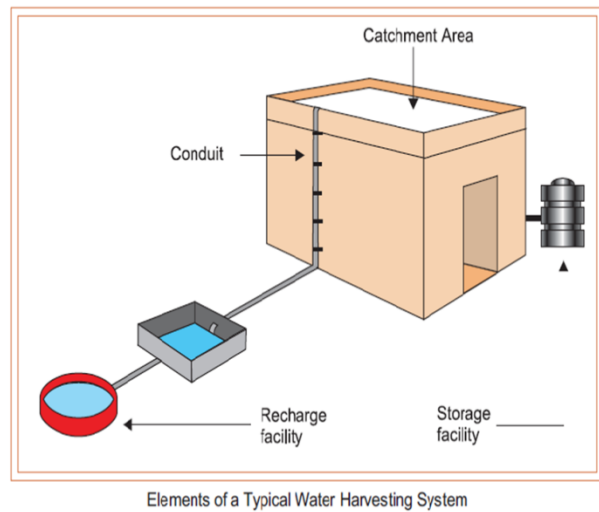 Catchment Area
Conduit
Recharge
facility
Storage
facility
Elements of a Typical Water Harvesting System